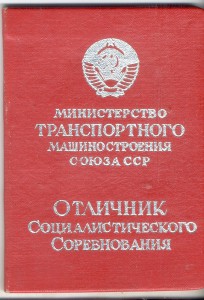 МИНИСТЕРСТВО
ТРАНСПОРТНОГО
МАШИНОСТРОЕНИЯ
СОЮЗА ССР
ОТЛИЧНИК
СОЦИАЛИСТИЧЕСКОГО
СОРЕВНОВАНИЯ